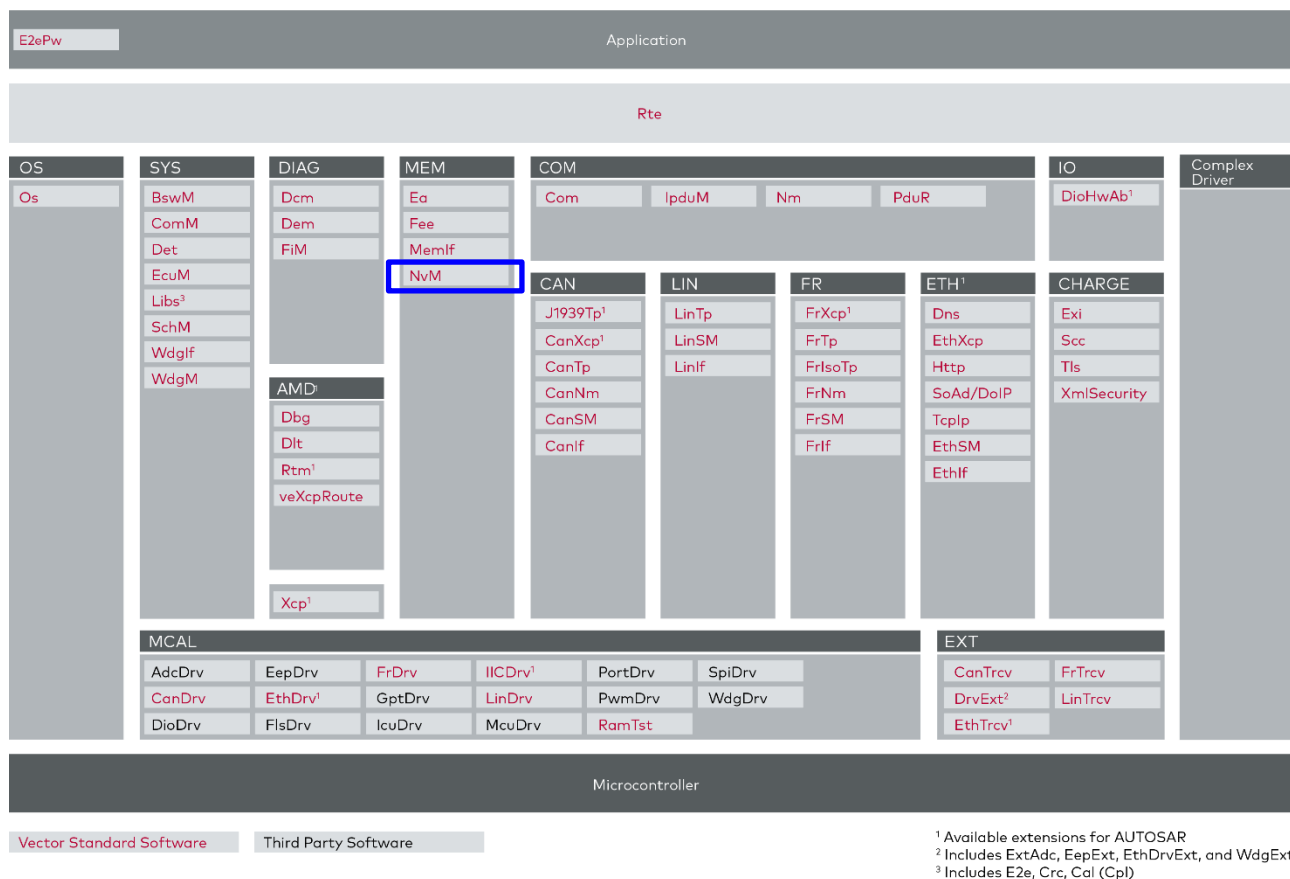 E2ePw
Application
Rte
OS
Os
SYS
BswM
ComM
Det
EcuM
Libs³
SchM
WdgIf
WdgM
DIAG
Dcm
Dem
FiM
AMD¹
Dbg
Dlt
Rtm¹
veXcpRoute
Xcp¹
MEM
Ea
Fee
MemIf
NvM
COM
Com IpduM Nm PduR
CAN
J1939Tp¹
CanXcp¹
CanTp
CanNm
CanSM
CanIf
LIN
LinTp
LinSM
LinIf
FR
FrXcp¹
FrTp
FrIsoTp
FrNm
FrSM
FrIf
ETH¹
Dns
EthXcp
Http
SoAd/DoIP
TcpIp
EthSM
EthIf
IO
DioHwAb¹
CHARGE
Exi
Scc
Tls
XmlSecurity
Complex
Driver
MCAL
AdcDrv EepDrv FrDrv IICDrv¹ PortDrv SpiDrv
CanDrv EthDrv¹ GptDrv LinDrv PwmDrv WdgDrv
DioDrv FlsDrv IcuDrv McuDrv RamTst
EXT
CanTrcv FrTrcv
DrvExt² LinTrcv
EthTrcv¹
Microcontroller
Vector Standard Software Third Party Software
¹ Available extensions for AUTOSAR
² Includes ExtAdc, EepExt, EthDrvExt, and WdgExt
³ Includes E2e, Crc, Cal (Cpl)